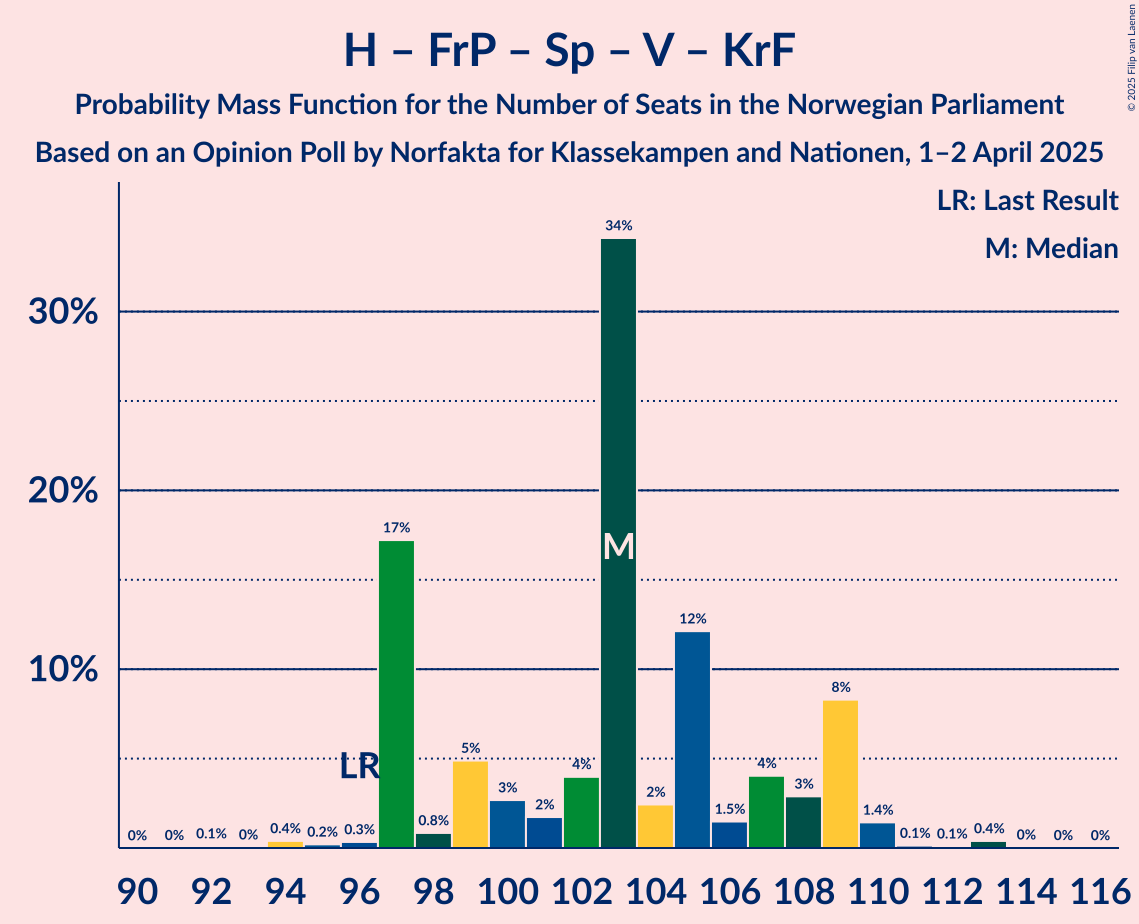 H – FrP – Sp – V – KrF
Probability Mass Function for the Number of Seats in the Norwegian Parliament
Based on an Opinion Poll by Norfakta for Klassekampen and Nationen, 1–2 April 2025
© 2025 Filip van Laenen
LR: Last Result
M: Median
34%
30%
17%
M
20%
12%
10%
8%
5%
LR
4%
4%
3%
3%
2%
2%
1.5%
1.4%
0% 0% 0.1% 0% 0.4% 0.2% 0.3% 0.8% 0.1% 0.1% 0.4% 0% 0% 0%
90 92 94 96 98 100 102 104 106 108 110 112 114 116